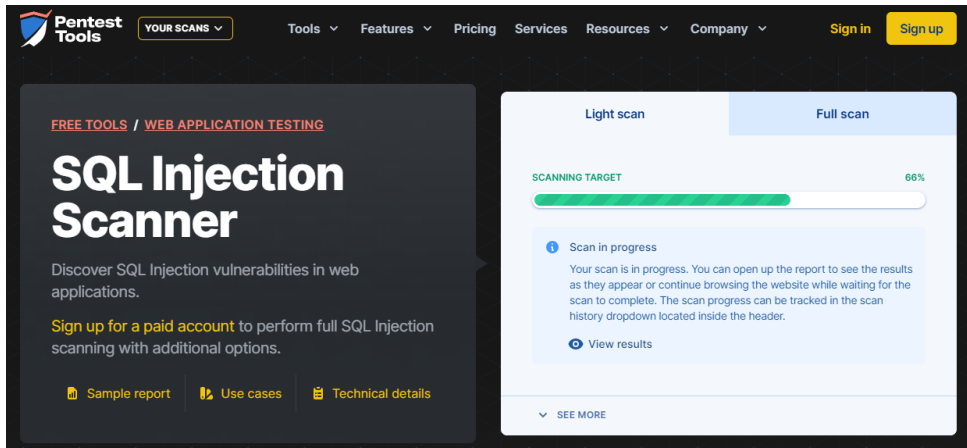 Pentest
Tools
YOUR SCANS
Tools
Features
Pricing
Services
Resources
Company
Sign in
Sign up
FREE TOOLS / WEB APPLICATION TESTING
SQL Injection
Scanner
Discover SQL Injection vulnerabilities in web
applications.
Sign up for a paid account to perform full SQL Injection
scanning with additional options.
Sample report
Use cases
Technical details
Light scan
Full scan
SCANNING TARGET
66%
Scan in progress
Your scan is in progress. You can open up the report to see the results
as they appear or continue browsing the website while waiting for the
scan to complete. The scan progress can be tracked in the scan
history dropdown located inside the header.
View results
SEE MORE